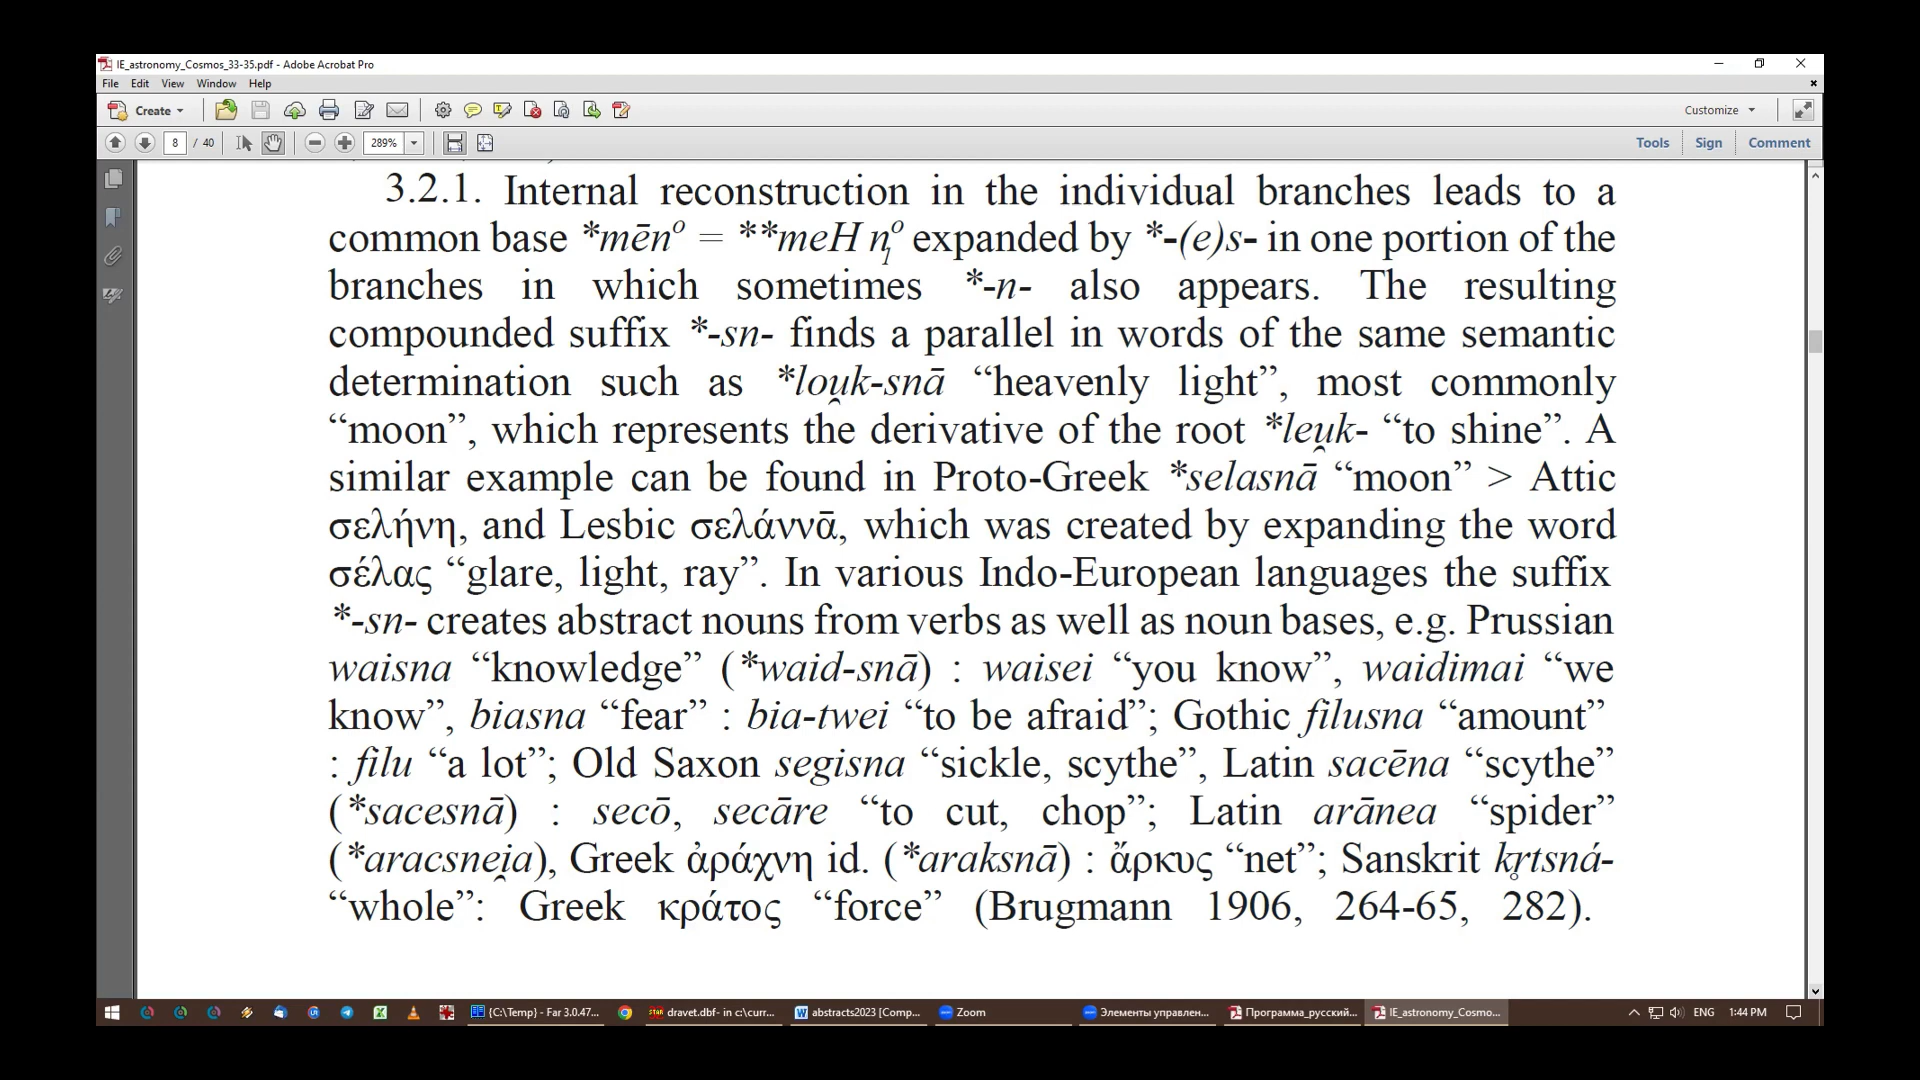 IE_astronomy_Cosmos_33-35.pdf - Adobe Acrobat Pro
File Edit View Window Help
Create Customize
8 / 40 289% Tools Sign Comment
3.2.1. Internal reconstruction in the individual branches leads to a
common base *mēnº = **meH₁nº expanded by *-(e)s- in one portion of the
branches in which sometimes *-n- also appears. The resulting
compounded suffix *-sn- finds a parallel in words of the same semantic
determination such as *lou̯k-snā “heavenly light”, most commonly
“moon”, which represents the derivative of the root *leu̯k- “to shine”. A
similar example can be found in Proto-Greek *selasnā “moon” > Attic
σελήνη, and Lesbic σελάννᾱ, which was created by expanding the word
σέλας “glare, light, ray”. In various Indo-European languages the suffix
*-sn- creates abstract nouns from verbs as well as noun bases, e.g. Prussian
waisna “knowledge” (*waid-snā) : waisei “you know”, waidimai “we
know”, biasna “fear” : bia-twei “to be afraid”; Gothic filusna “amount”
: filu “a lot”; Old Saxon segisna “sickle, scythe”, Latin sacēna “scythe”
(*sacesnā) : secō, secāre “to cut, chop”; Latin arānea “spider”
(*aracsnei̯a), Greek ἀράχνη id. (*araksnā) : ἄρκυς “net”; Sanskrit kr̥tsná-
“whole”: Greek κράτος “force” (Brugmann 1906, 264-65, 282).
{C:\Temp} - Far 3.0.47... dravet.dbf- in c:\curr... abstracts2023 [Comp... Zoom Элементы управлен... Программа_русский... IE_astronomy_Cosmo... ENG 1:44 PM